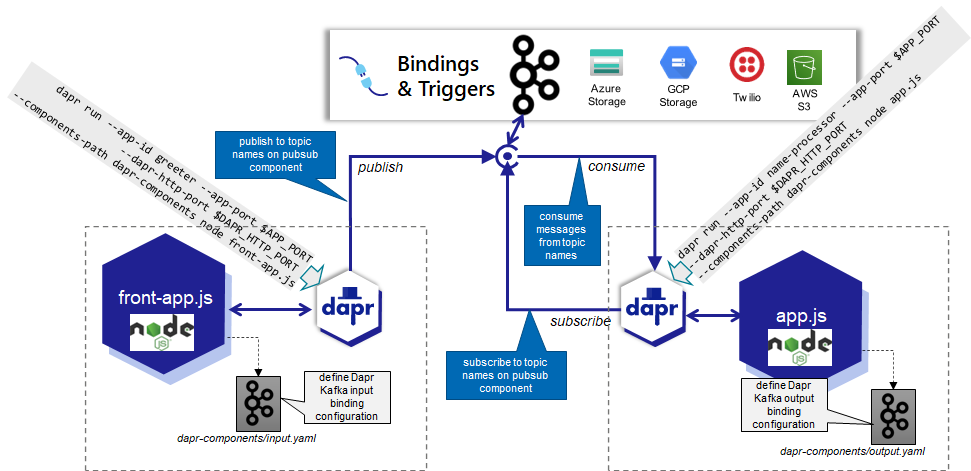 Bindings
& Triggers
Azure
Storage
GCP
Storage
Twilio
AWS
S3
dapr run --app-id greeter --app-port $APP_PORT
--dapr-http-port $DAPR_HTTP_PORT
--components-path dapr-components node front-app.js
dapr run --app-id name-processor --app-port $APP_PORT
--dapr-http-port $DAPR_HTTP_PORT
--components-path dapr-components node app.js
publish to topic
names on pubsub
component
publish
consume
consume
messages
from topic
names
front-app.js
node
JS
dapr
dapr
subscribe
app.js
node
JS
subscribe to topic
names on pubsub
component
define Dapr
Kafka input
binding
configuration
dapr-components/input.yaml
define Dapr
Kafka output
binding
configuration
dapr-components/output.yaml